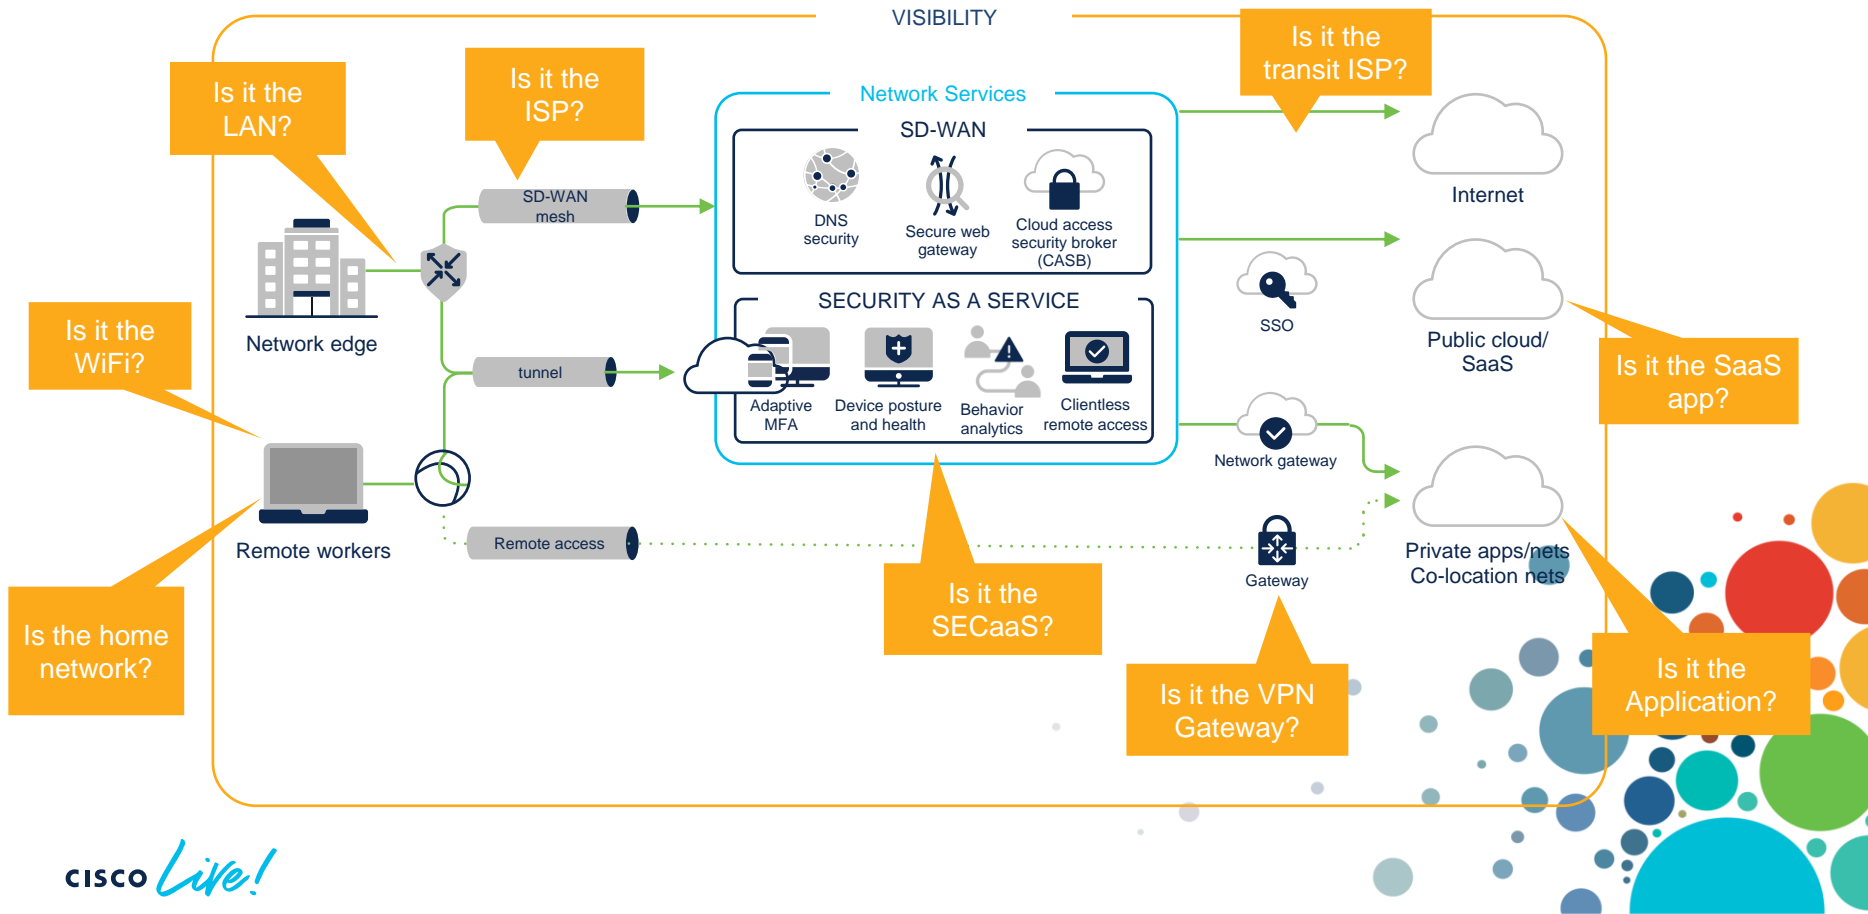 VISIBILITY
Is it the
LAN?
Is it the
ISP?
Is it the
transit ISP?
Network Services
SD-WAN
DNS
security
Secure web
gateway
Cloud access
security broker
(CASB)
SD-WAN
mesh
Internet
Network edge
SECURITY AS A SERVICE
SSO
Public cloud/
SaaS
Is it the
WiFi?
tunnel
Adaptive
MFA
Device posture
and health
Behavior
analytics
Clientless
remote access
Is it the SaaS
app?
Network gateway
Remote workers
Remote access
Gateway
Private apps/nets
Co-location nets
Is the home
network?
Is it the
SECaaS?
Is it the VPN
Gateway?
Is it the
Application?
CISCO Live!